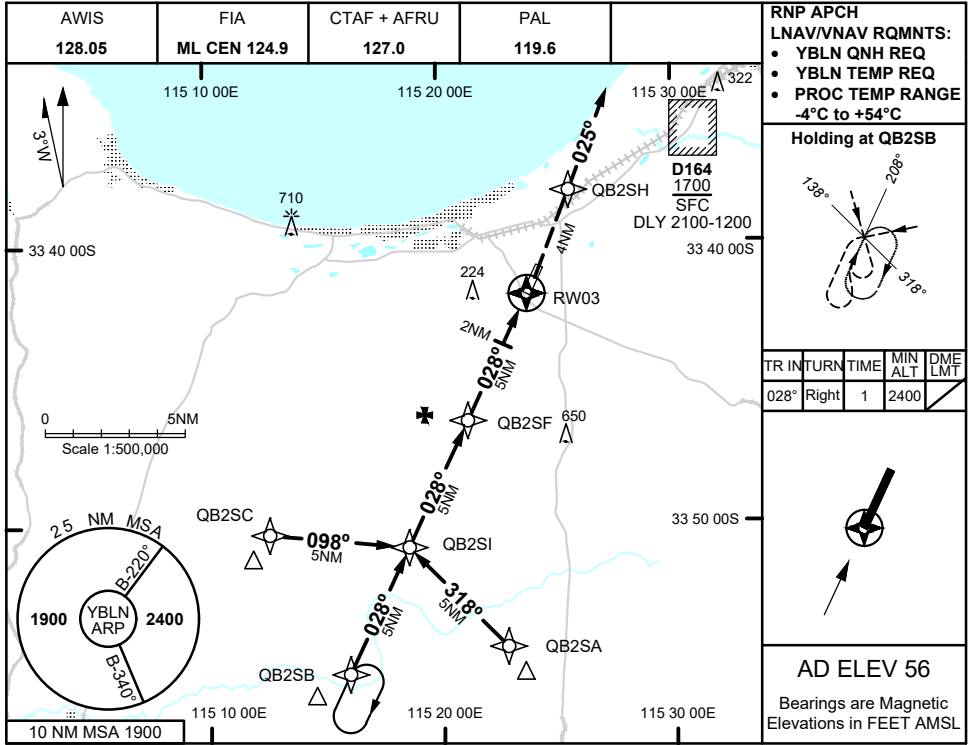 AWIS
128.05
FIA
ML CEN 124.9
CTAF + AFRU
127.0
PAL
119.6
RNP APCH
LNAV/VNAV RQMNTS:
• YBLN QNH REQ
• YBLN TEMP REQ
• PROC TEMP RANGE
-4°C to +54°C
115 10 00E
115 20 00E
115 30 00E
322
3°W
025°
D164
1700
SFC
DLY 2100-1200
QB2SH
710
4NM
33 40 00S
33 40 00S
224
RW03
2NM
028°
5NM
QB2SF
650
0
5NM
Scale 1:500,000
028°
5NM
QB2SC
098°
5NM
QB2SI
33 50 00S
318°
5NM
QB2SA
028°
5NM
QB2SB
25 NM MSA
B-220°
1900
YBLN
ARP
2400
B-340°
10 NM MSA 1900
115 10 00E
115 20 00E
115 30 00E
Holding at QB2SB
138°
208°
318°
TR IN
TURN
TIME
MIN
ALT
DME
LMT
028°
Right
1
2400
AD ELEV 56
Bearings are Magnetic
Elevations in FEET AMSL